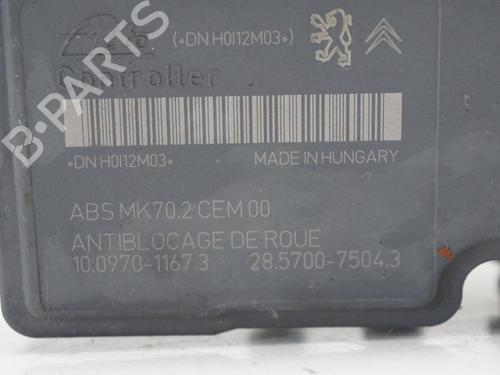 (*DN H0I12M03*)
Controller
*DN H0I12M03*
MADE IN HUNGARY
ABS MK70.2 CEM 00
ANTIBLOCAGE DE ROUE
10.0970-1167.3 28.5700-7504.3
B-PARTS